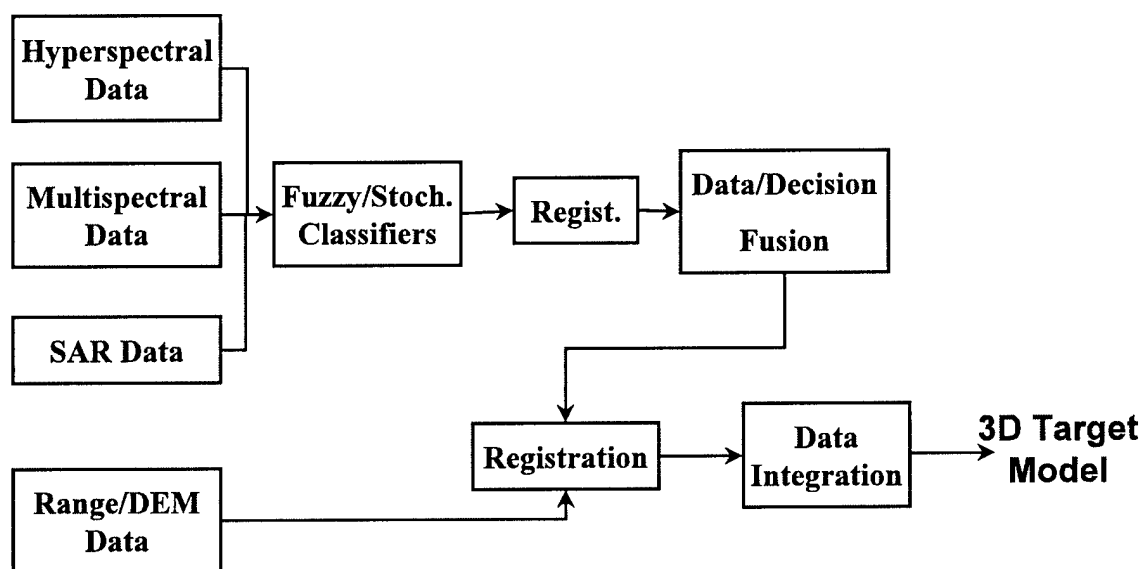 Hyperspectral
Data
Multispectral
Data
Fuzzy/Stoch.
Classifiers
Regist.
Data/Decision
Fusion
SAR Data
Range/DEM
Data
Registration
Data
Integration
3D Target
Model